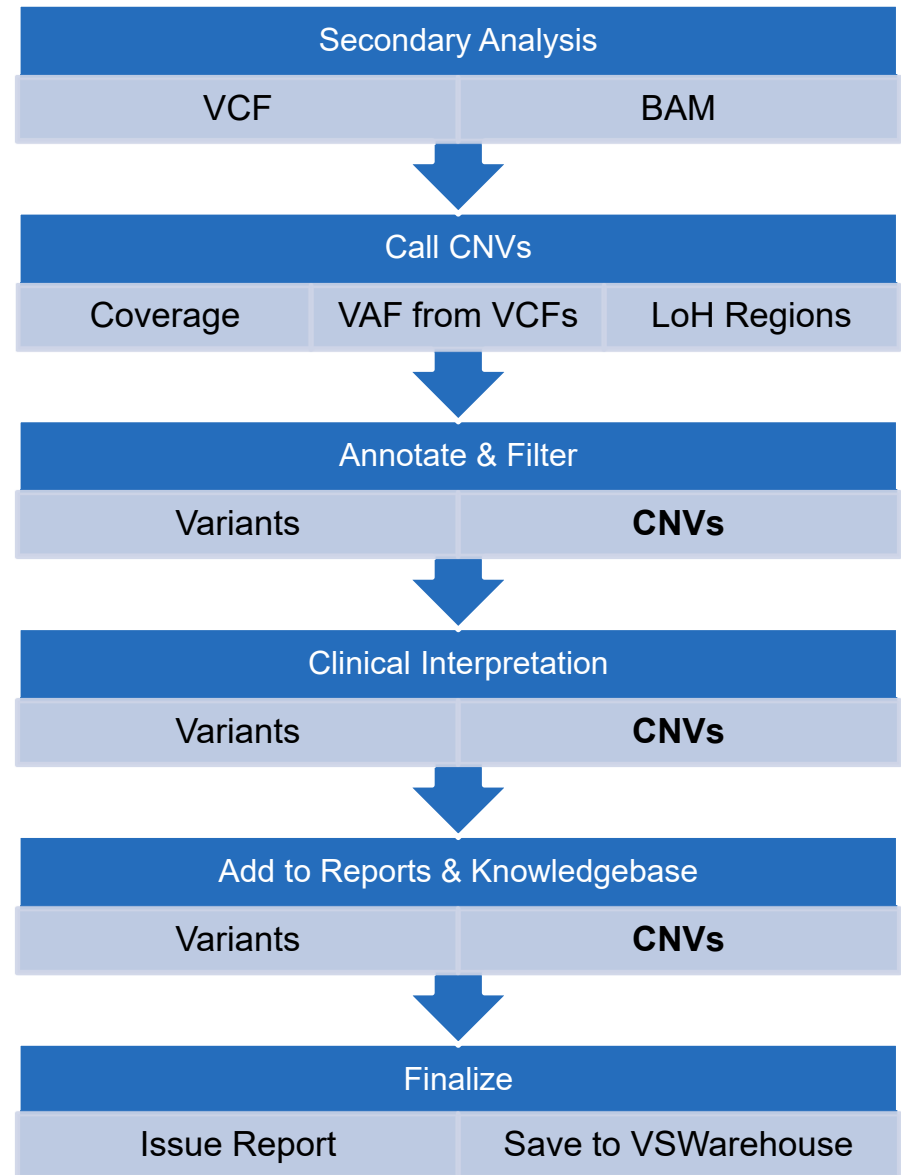 Secondary Analysis
VCF
BAM
Call CNVs
Coverage
VAF from VCFs
LoH Regions
Annotate & Filter
Variants
CNVs
Clinical Interpretation
Variants
CNVs
Add to Reports & Knowledgebase
Variants
CNVs
Finalize
Issue Report
Save to VSWarehouse